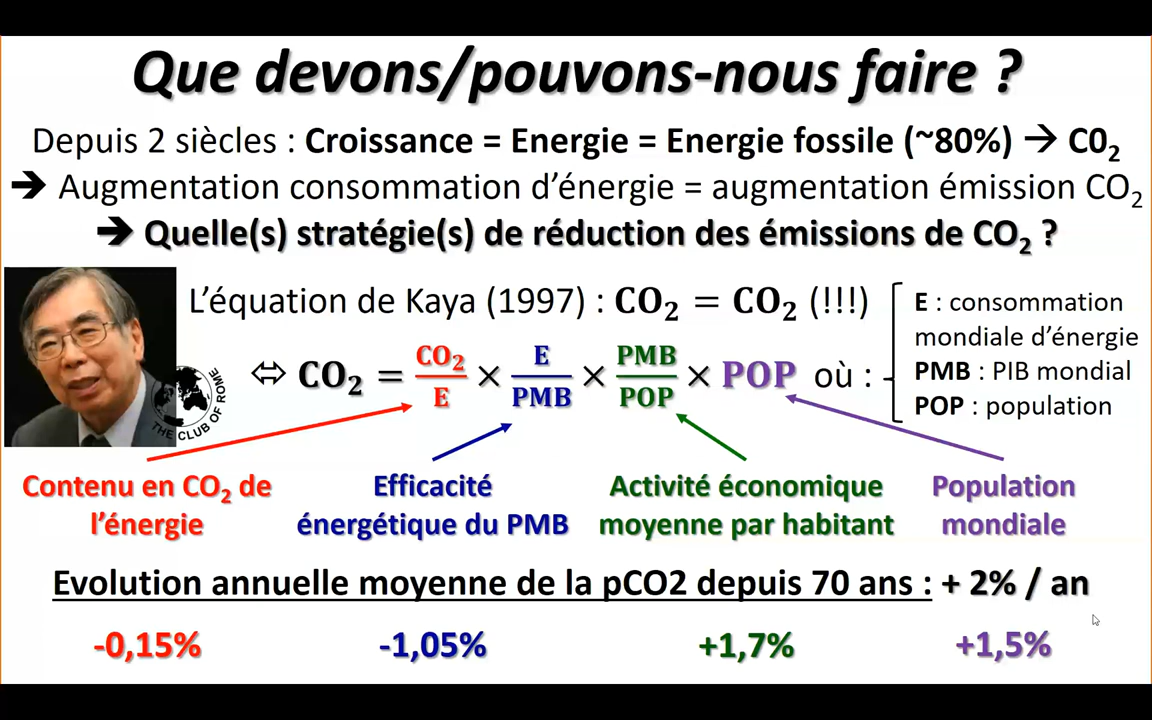 Que devons/pouvons-nous faire ?
Depuis 2 siècles : Croissance = Energie = Energie fossile (~80%) → C0₂
➔ Augmentation consommation d’énergie = augmentation émission CO₂
➔ Quelle(s) stratégie(s) de réduction des émissions de CO₂ ?
L’équation de Kaya (1997) : CO₂ = CO₂ (!!!)
⇔ CO₂ = CO₂/E × E/PMB × PMB/POP × POP où :
E : consommation
mondiale d’énergie
PMB : PIB mondial
POP : population
THE CLUB OF ROME
Contenu en CO₂ de
l’énergie
Efficacité
énergétique du PMB
Activité économique
moyenne par habitant
Population
mondiale
Evolution annuelle moyenne de la pCO2 depuis 70 ans : + 2% / an
-0,15% -1,05% +1,7% +1,5%